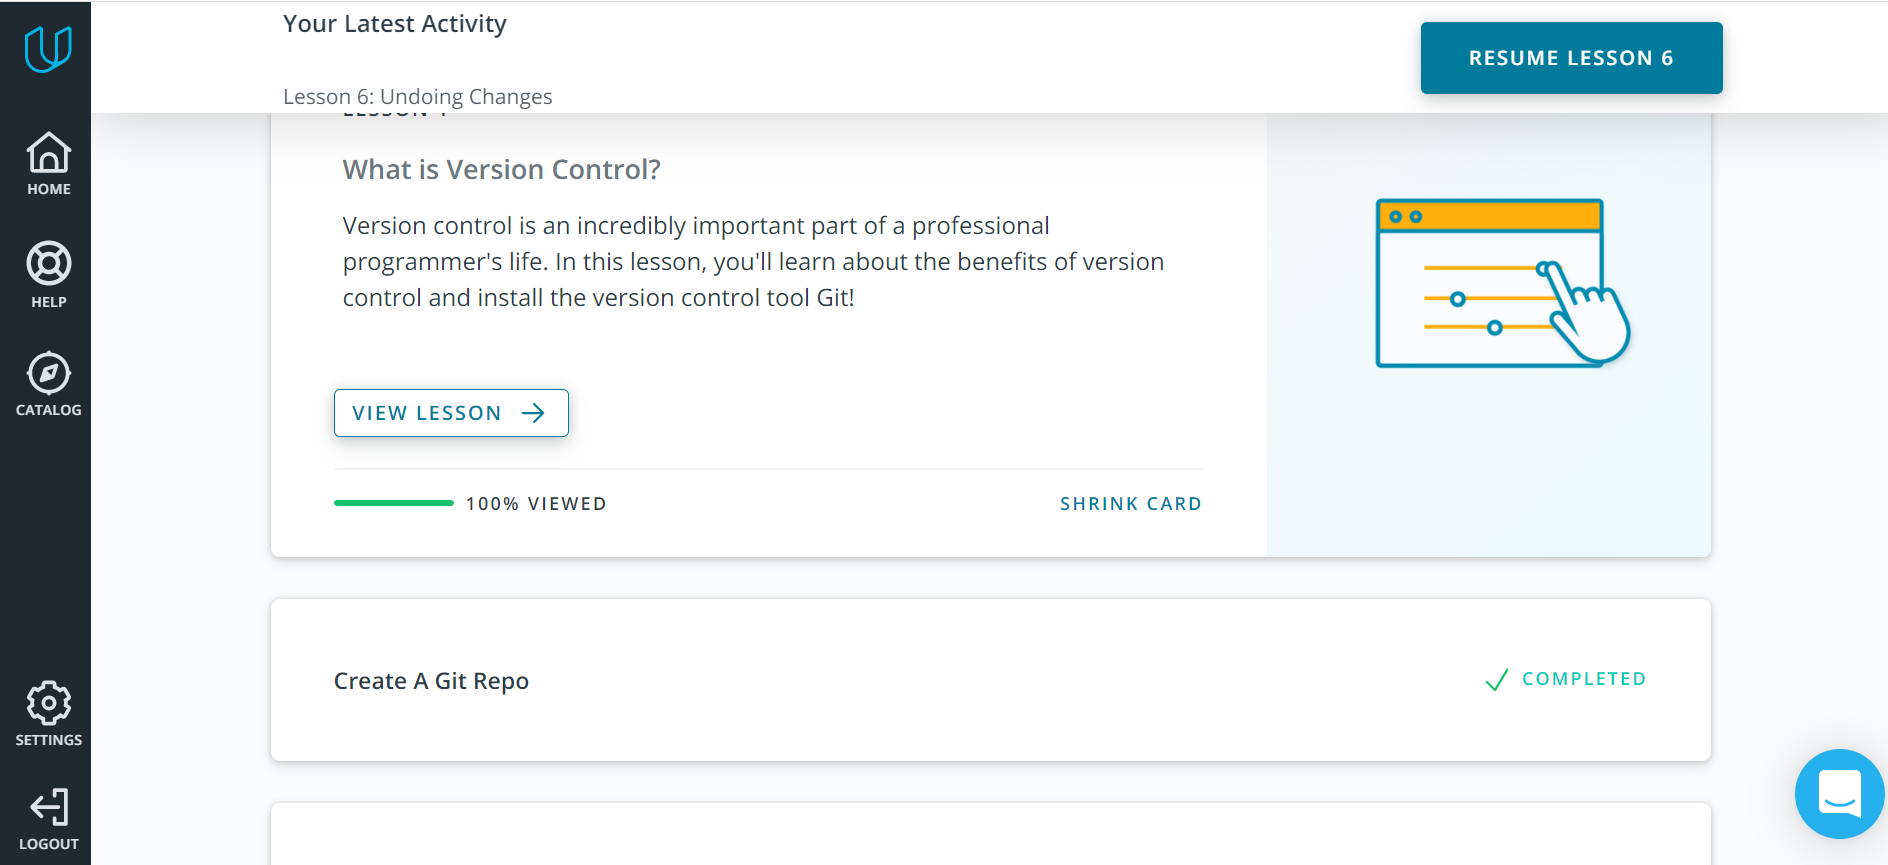 Your Latest Activity
RESUME LESSON 6
Lesson 6: Undoing Changes
HOME
HELP
CATALOG
SETTINGS
LOGOUT
What is Version Control?
Version control is an incredibly important part of a professional
programmer's life. In this lesson, you'll learn about the benefits of version
control and install the version control tool Git!
VIEW LESSON
100% VIEWED
SHRINK CARD
Create A Git Repo
COMPLETED